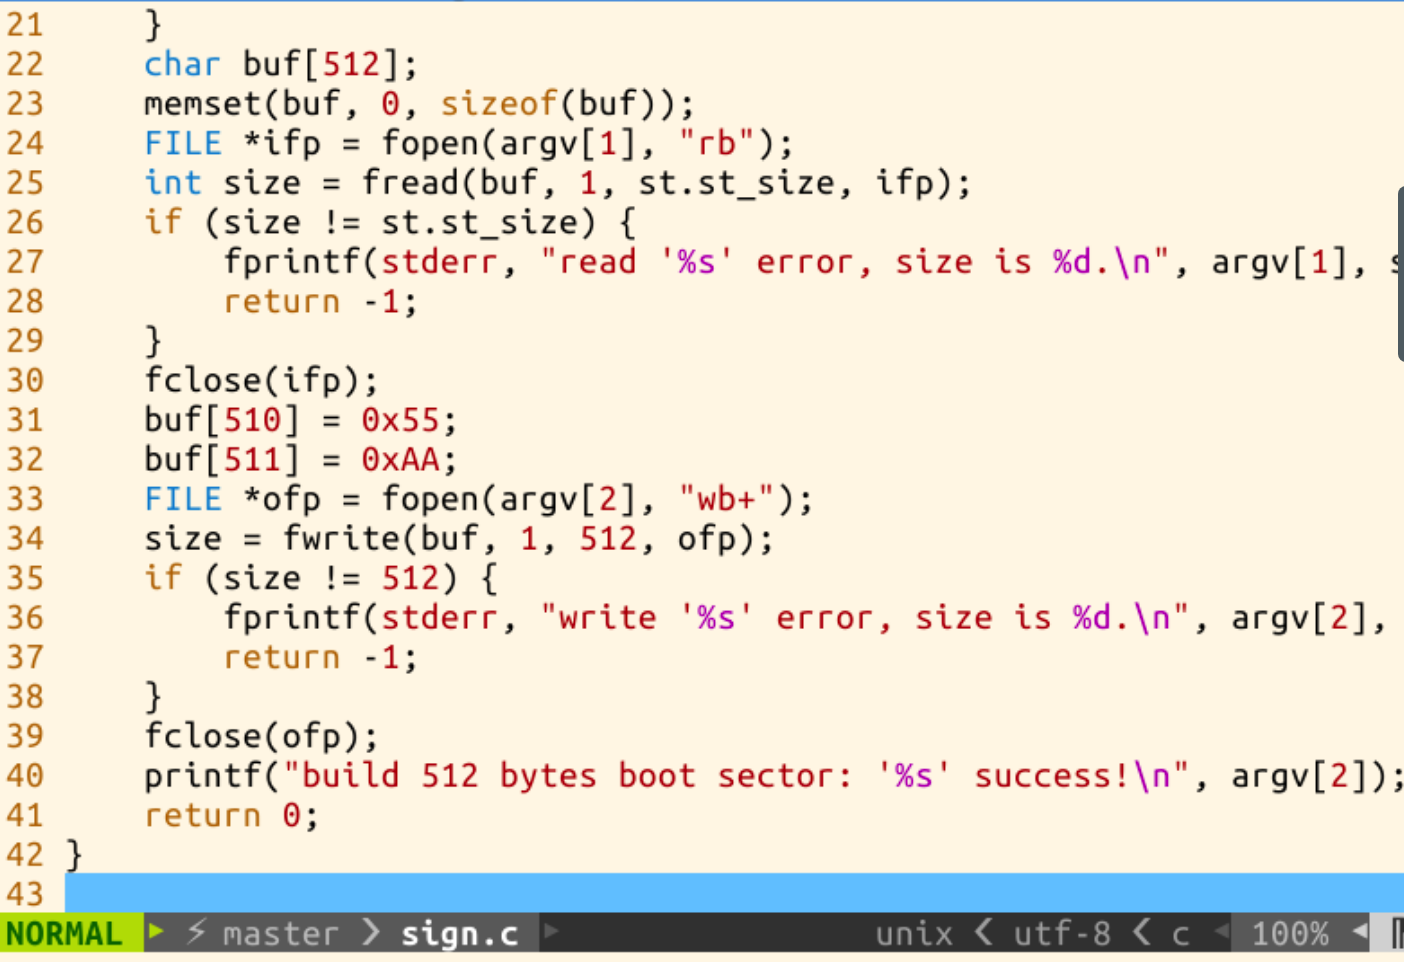 21     }
22     char buf[512];
23     memset(buf, 0, sizeof(buf));
24     FILE *ifp = fopen(argv[1], "rb");
25     int size = fread(buf, 1, st.st_size, ifp);
26     if (size != st.st_size) {
27         fprintf(stderr, "read '%s' error, size is %d.\n", argv[1], s
28         return -1;
29     }
30     fclose(ifp);
31     buf[510] = 0x55;
32     buf[511] = 0xAA;
33     FILE *ofp = fopen(argv[2], "wb+");
34     size = fwrite(buf, 1, 512, ofp);
35     if (size != 512) {
36         fprintf(stderr, "write '%s' error, size is %d.\n", argv[2],
37         return -1;
38     }
39     fclose(ofp);
40     printf("build 512 bytes boot sector: '%s' success!\n", argv[2]);
41     return 0;
42 }
43
NORMAL ⚡ master ❯ sign.c unix ❮ utf-8 ❮ c 100%